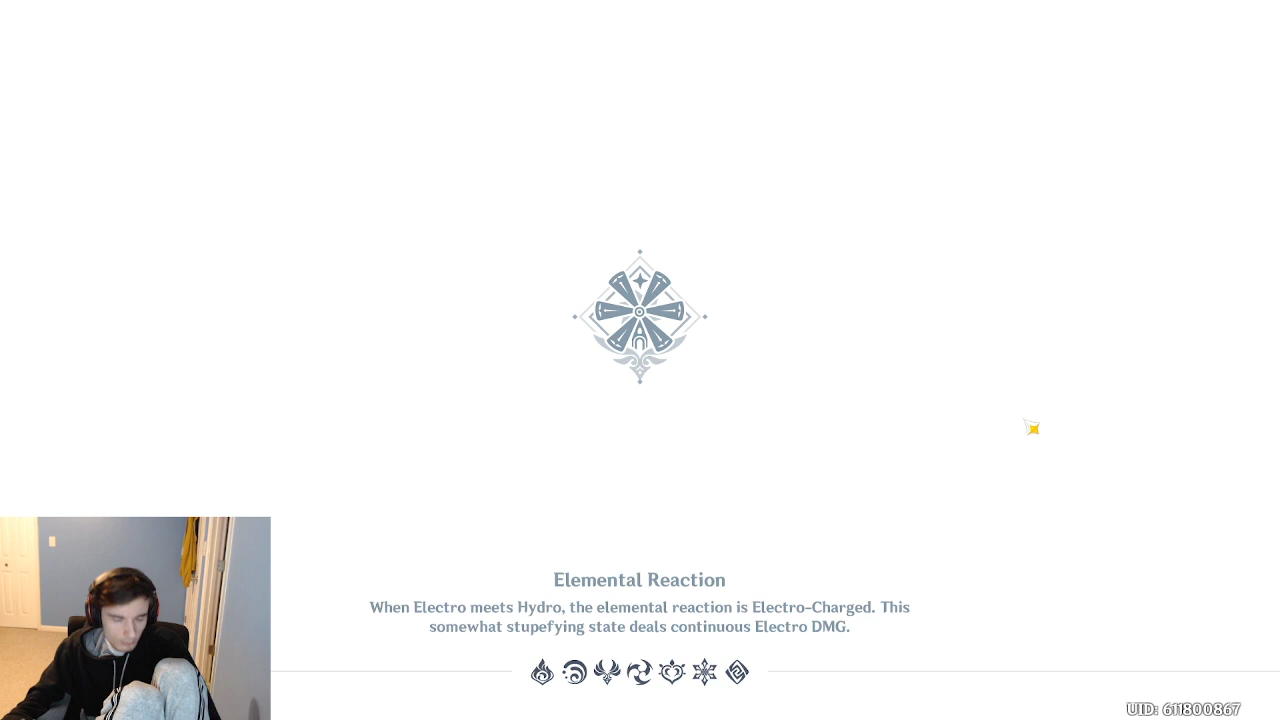 Elemental Reaction
When Electro meets Hydro, the elemental reaction is Electro-Charged. This
somewhat stupefying state deals continuous Electro DMG.
UID: 611800867